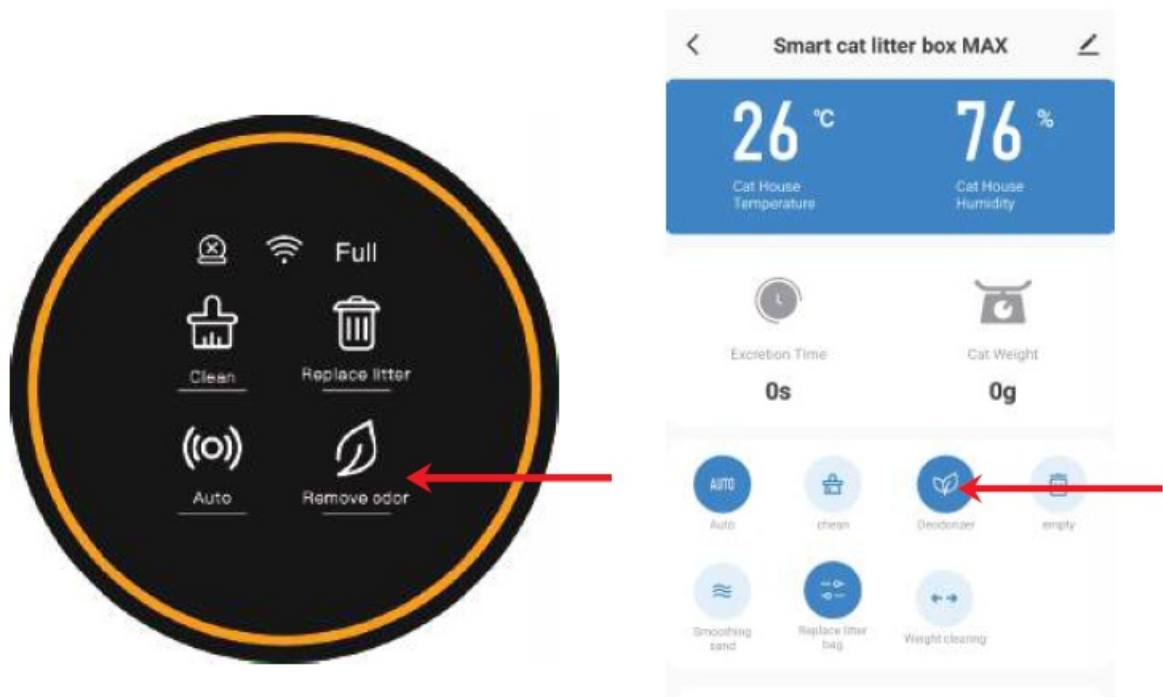 Full
Clean
Replace litter
Auto
Remove odor
Smart cat litter box MAX
26 °C
76 %
Cat House
Temperature
Cat House
Humidity
Excretion Time
Cat Weight
0s
0g
AUTO
Auto
chean
Deodorizer
empty
Smoothing
sand
Replace litter
bag
Weight cleaning